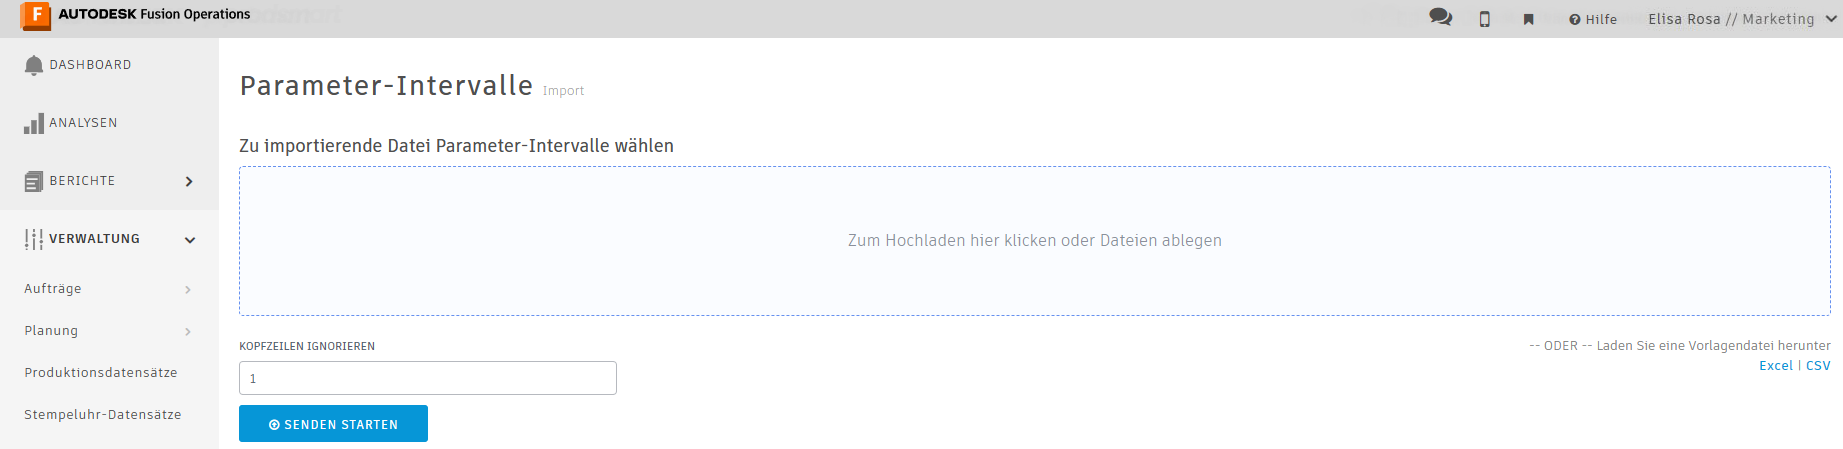 AUTODESK Fusion Operations
Hilfe
Elisa Rosa // Marketing
DASHBOARD
ANALYSEN
BERICHTE
VERWALTUNG
Aufträge
Planung
Produktionsdatensätze
Stempeluhr-Datensätze
Parameter-Intervalle Import
Zu importierende Datei Parameter-Intervalle wählen
Zum Hochladen hier klicken oder Dateien ablegen
KOPFZEILEN IGNORIEREN
1
SENDEN STARTEN
-- ODER -- Laden Sie eine Vorlagendatei herunter
Excel | CSV